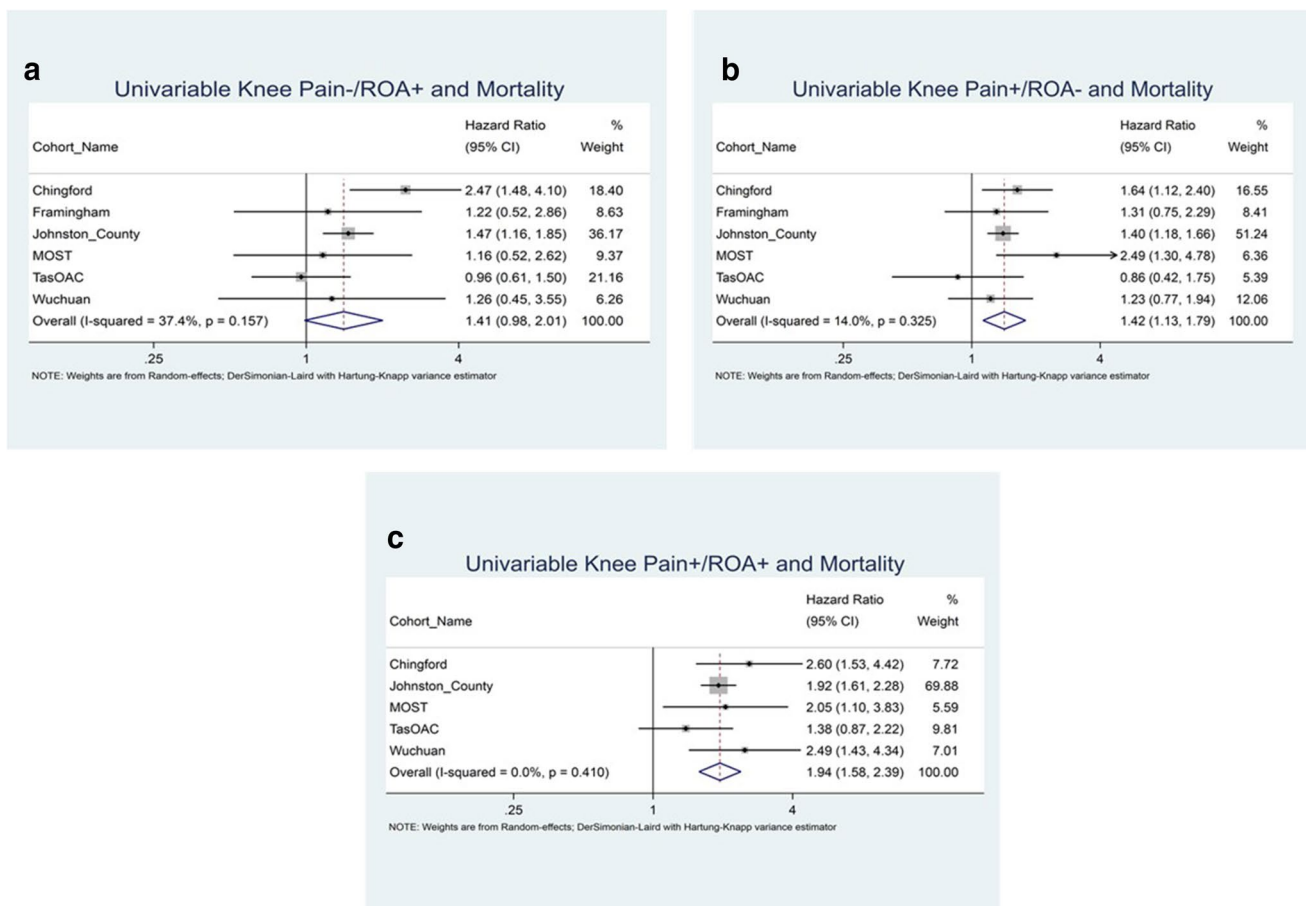 a
Univariable Knee Pain-/ROA+ and Mortality
Hazard Ratio %
Cohort_Name (95% CI) Weight
Chingford 2.47 (1.48, 4.10) 18.40
Framingham 1.22 (0.52, 2.86) 8.63
Johnston_County 1.47 (1.16, 1.85) 36.17
MOST 1.16 (0.52, 2.62) 9.37
TasOAC 0.96 (0.61, 1.50) 21.16
Wuchuan 1.26 (0.45, 3.55) 6.26
Overall (I-squared = 37.4%, p = 0.157) 1.41 (0.98, 2.01) 100.00
.25 1 4
NOTE: Weights are from Random-effects; DerSimonian-Laird with Hartung-Knapp variance estimator
b
Univariable Knee Pain+/ROA- and Mortality
Hazard Ratio %
Cohort_Name (95% CI) Weight
Chingford 1.64 (1.12, 2.40) 16.55
Framingham 1.31 (0.75, 2.29) 8.41
Johnston_County 1.40 (1.18, 1.66) 51.24
MOST 2.49 (1.30, 4.78) 6.36
TasOAC 0.86 (0.42, 1.75) 5.39
Wuchuan 1.23 (0.77, 1.94) 12.06
Overall (I-squared = 14.0%, p = 0.325) 1.42 (1.13, 1.79) 100.00
.25 1 4
NOTE: Weights are from Random-effects; DerSimonian-Laird with Hartung-Knapp variance estimator
c
Univariable Knee Pain+/ROA+ and Mortality
Hazard Ratio %
Cohort_Name (95% CI) Weight
Chingford 2.60 (1.53, 4.42) 7.72
Johnston_County 1.92 (1.61, 2.28) 69.88
MOST 2.05 (1.10, 3.83) 5.59
TasOAC 1.38 (0.87, 2.22) 9.81
Wuchuan 2.49 (1.43, 4.34) 7.01
Overall (I-squared = 0.0%, p = 0.410) 1.94 (1.58, 2.39) 100.00
.25 1 4
NOTE: Weights are from Random-effects; DerSimonian-Laird with Hartung-Knapp variance estimator